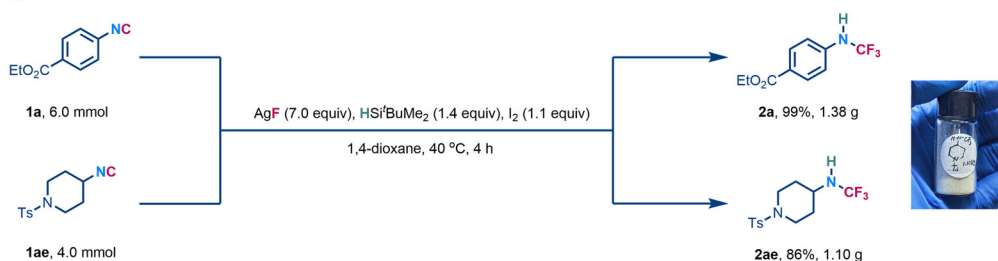 NC
EtO₂C
1a, 6.0 mmol
NC
N
Ts
1ae, 4.0 mmol
AgF (7.0 equiv), HSiᵗBuMe₂ (1.4 equiv), I₂ (1.1 equiv)
1,4-dioxane, 40 °C, 4 h
H
N
CF₃
EtO₂C
2a, 99%, 1.38 g
H
N
CF₃
N
Ts
2ae, 86%, 1.10 g